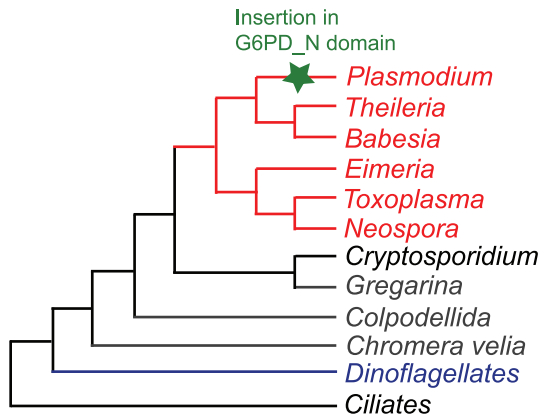 Insertion in
G6PD_N domain
Plasmodium
Theileria
Babesia
Eimeria
Toxoplasma
Neospora
Cryptosporidium
Gregarina
Colpodellida
Chromera velia
Dinoflagellates
Ciliates